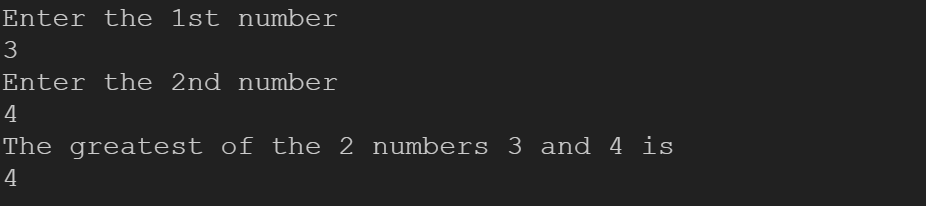 Enter the 1st number
3
Enter the 2nd number
4
The greatest of the 2 numbers 3 and 4 is
4